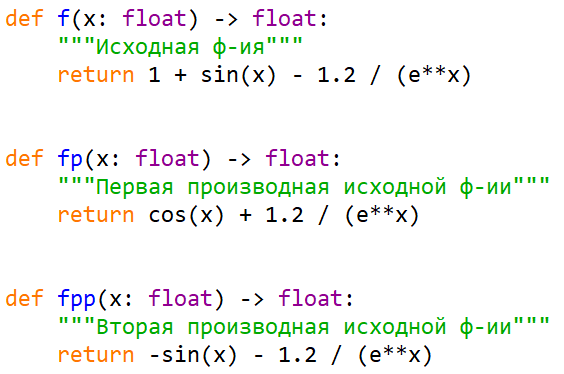 def f(x: float) -> float:
    """Исходная ф-ия"""
    return 1 + sin(x) - 1.2 / (e**x)
def fp(x: float) -> float:
    """Первая производная исходной ф-ии"""
    return cos(x) + 1.2 / (e**x)
def fpp(x: float) -> float:
    """Вторая производная исходной ф-ии"""
    return -sin(x) - 1.2 / (e**x)